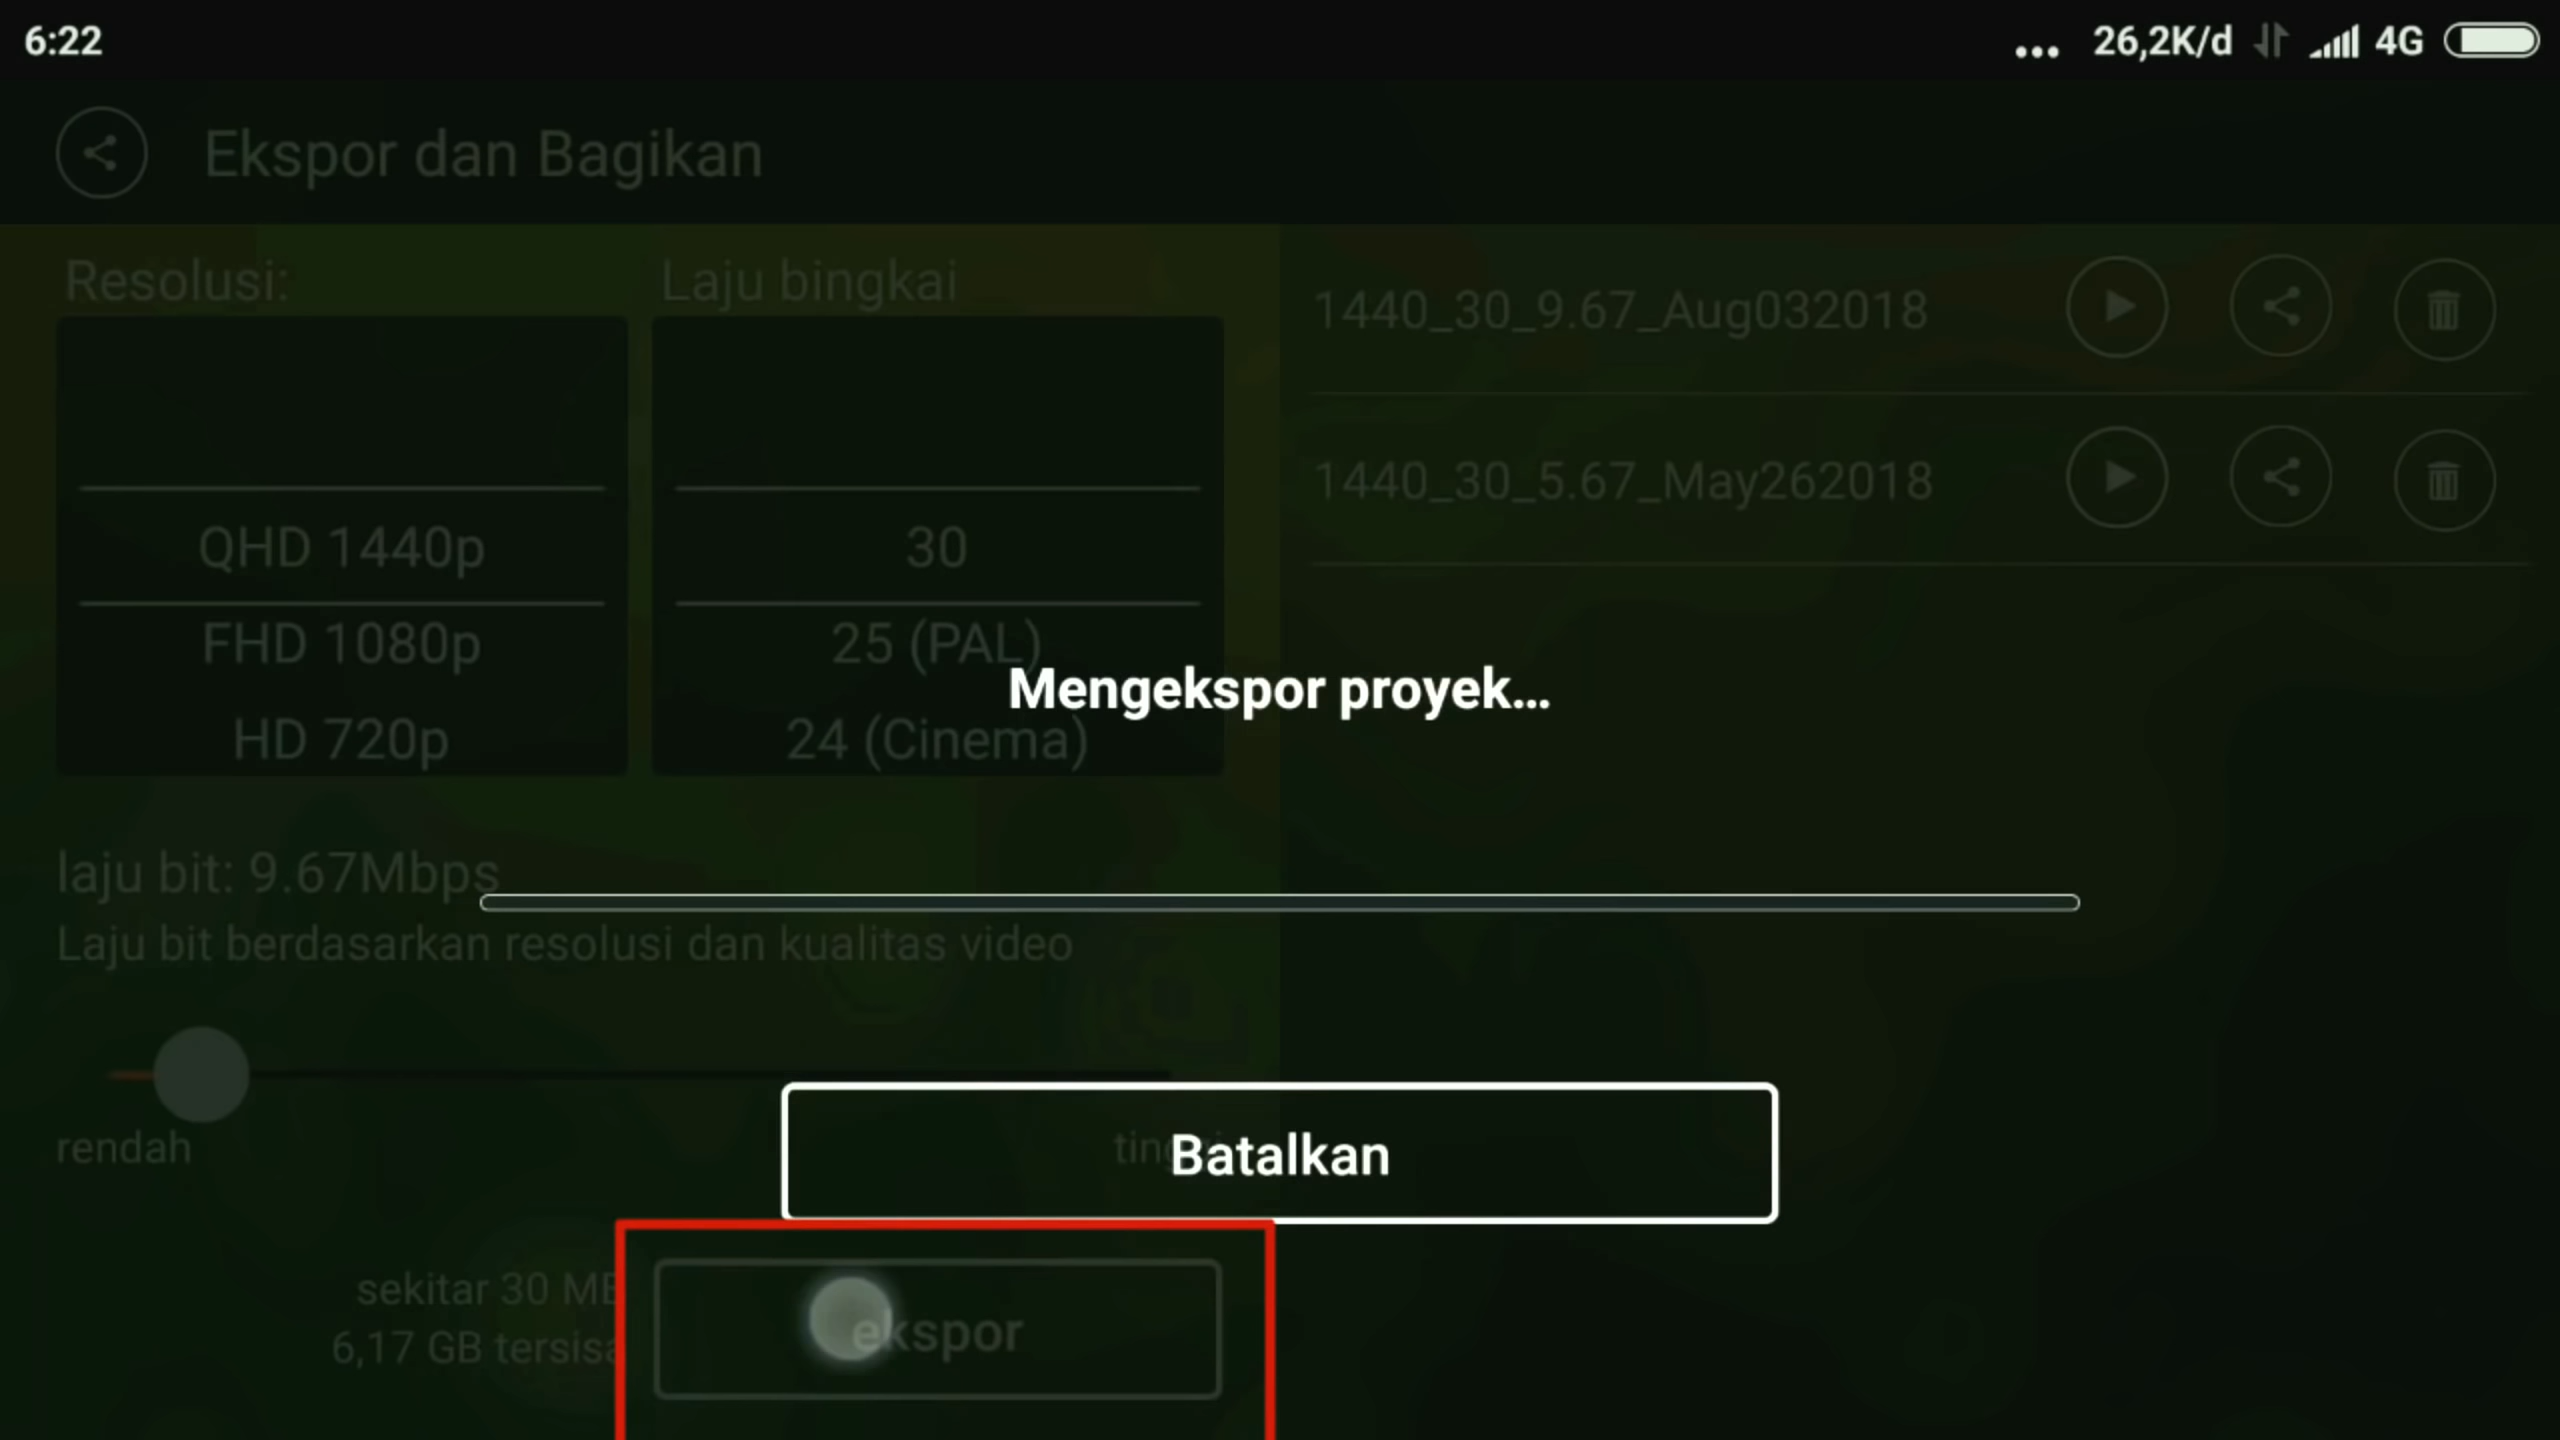 6:22
... 26,2K/d 4G
Ekspor dan Bagikan
Resolusi:
Laju bingkai
QHD 1440p
FHD 1080p
HD 720p
30
25 (PAL)
24 (Cinema)
1440_30_9.67_Aug032018
1440_30_5.67_May262018
Mengekspor proyek...
laju bit: 9.67Mbps
Laju bit berdasarkan resolusi dan kualitas video
rendah
tinggi
Batalkan
sekitar 30 MB
6,17 GB tersisa
ekspor